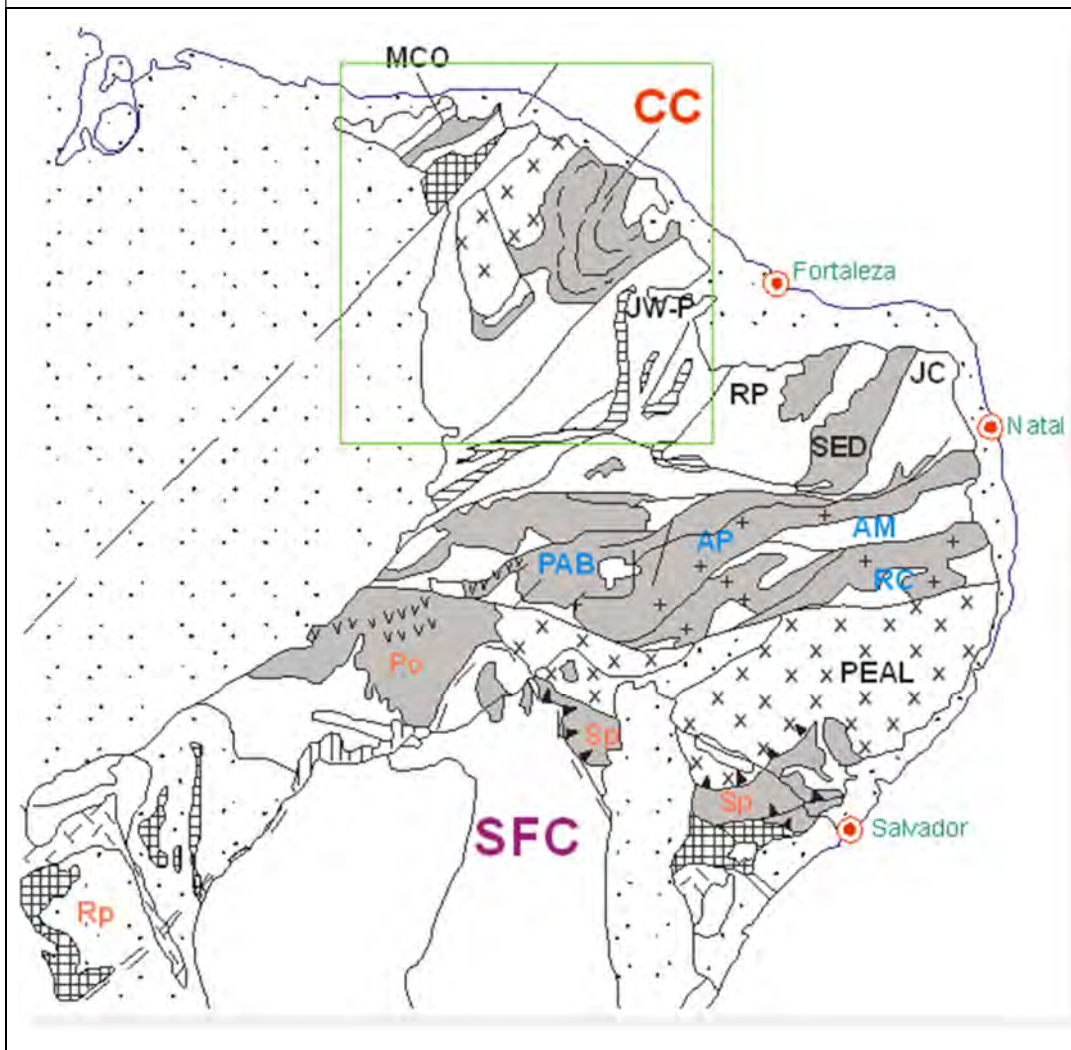 MCO
CC
Fortaleza
JW-P
RP
JC
SED
Natal
AM
AP
PAB
RC
Po
PEAL
Sp
Sp
SFC
Salvador
Rp